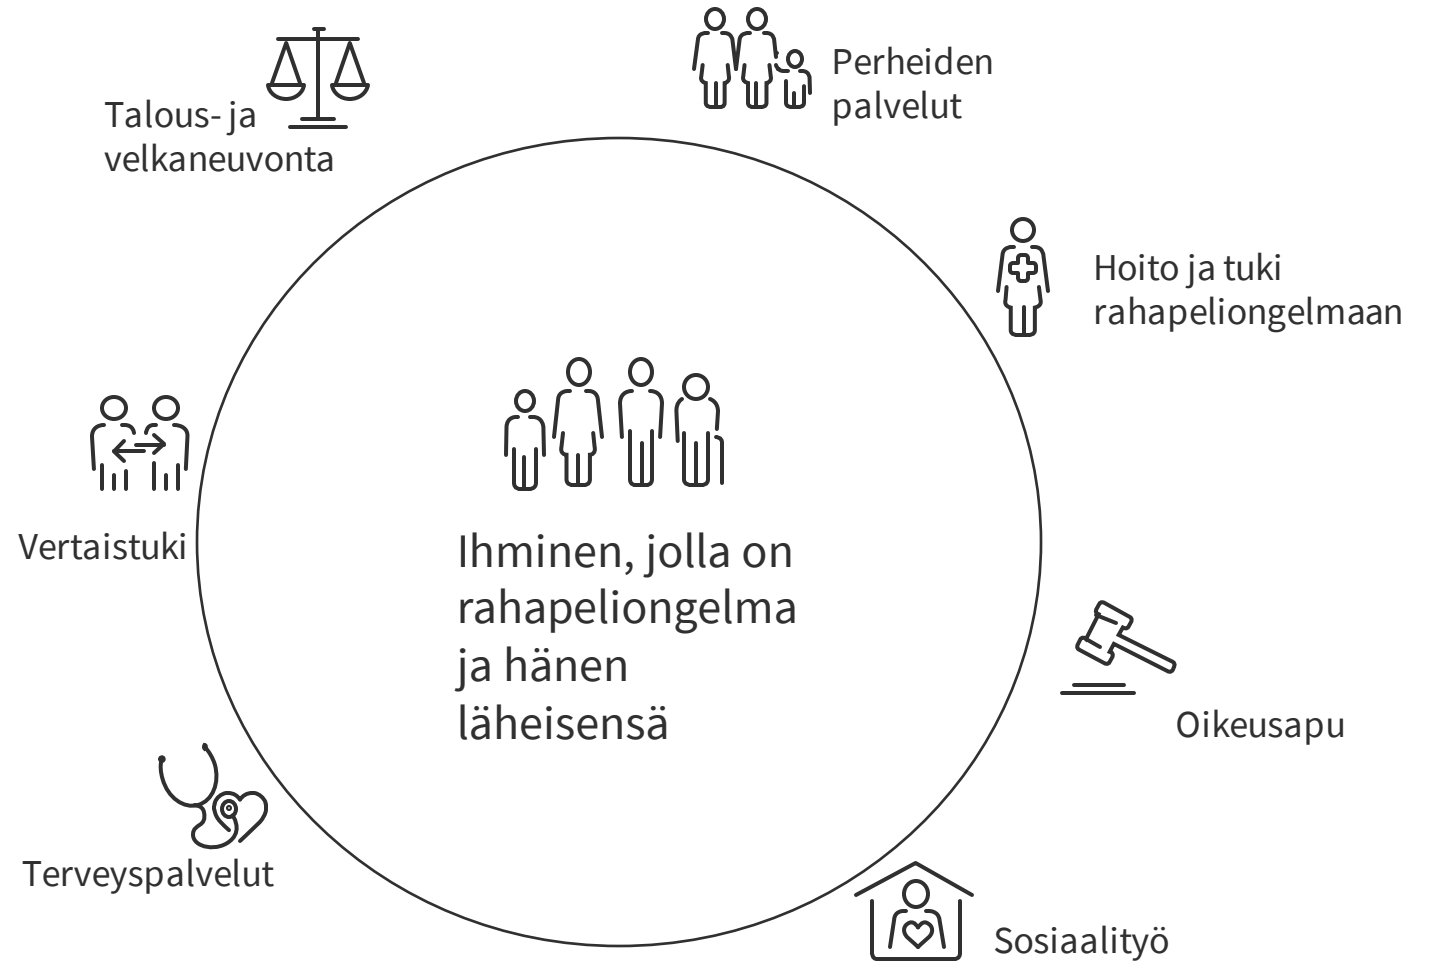 Talous- ja
velkaneuvonta
Perheiden
palvelut
Hoito ja tuki
rahapeliongelmaan
Vertaistuki
Ihminen, jolla on
rahapeliongelma
ja hänen
läheisensä
Oikeusapu
Terveyspalvelut
Sosiaalityö